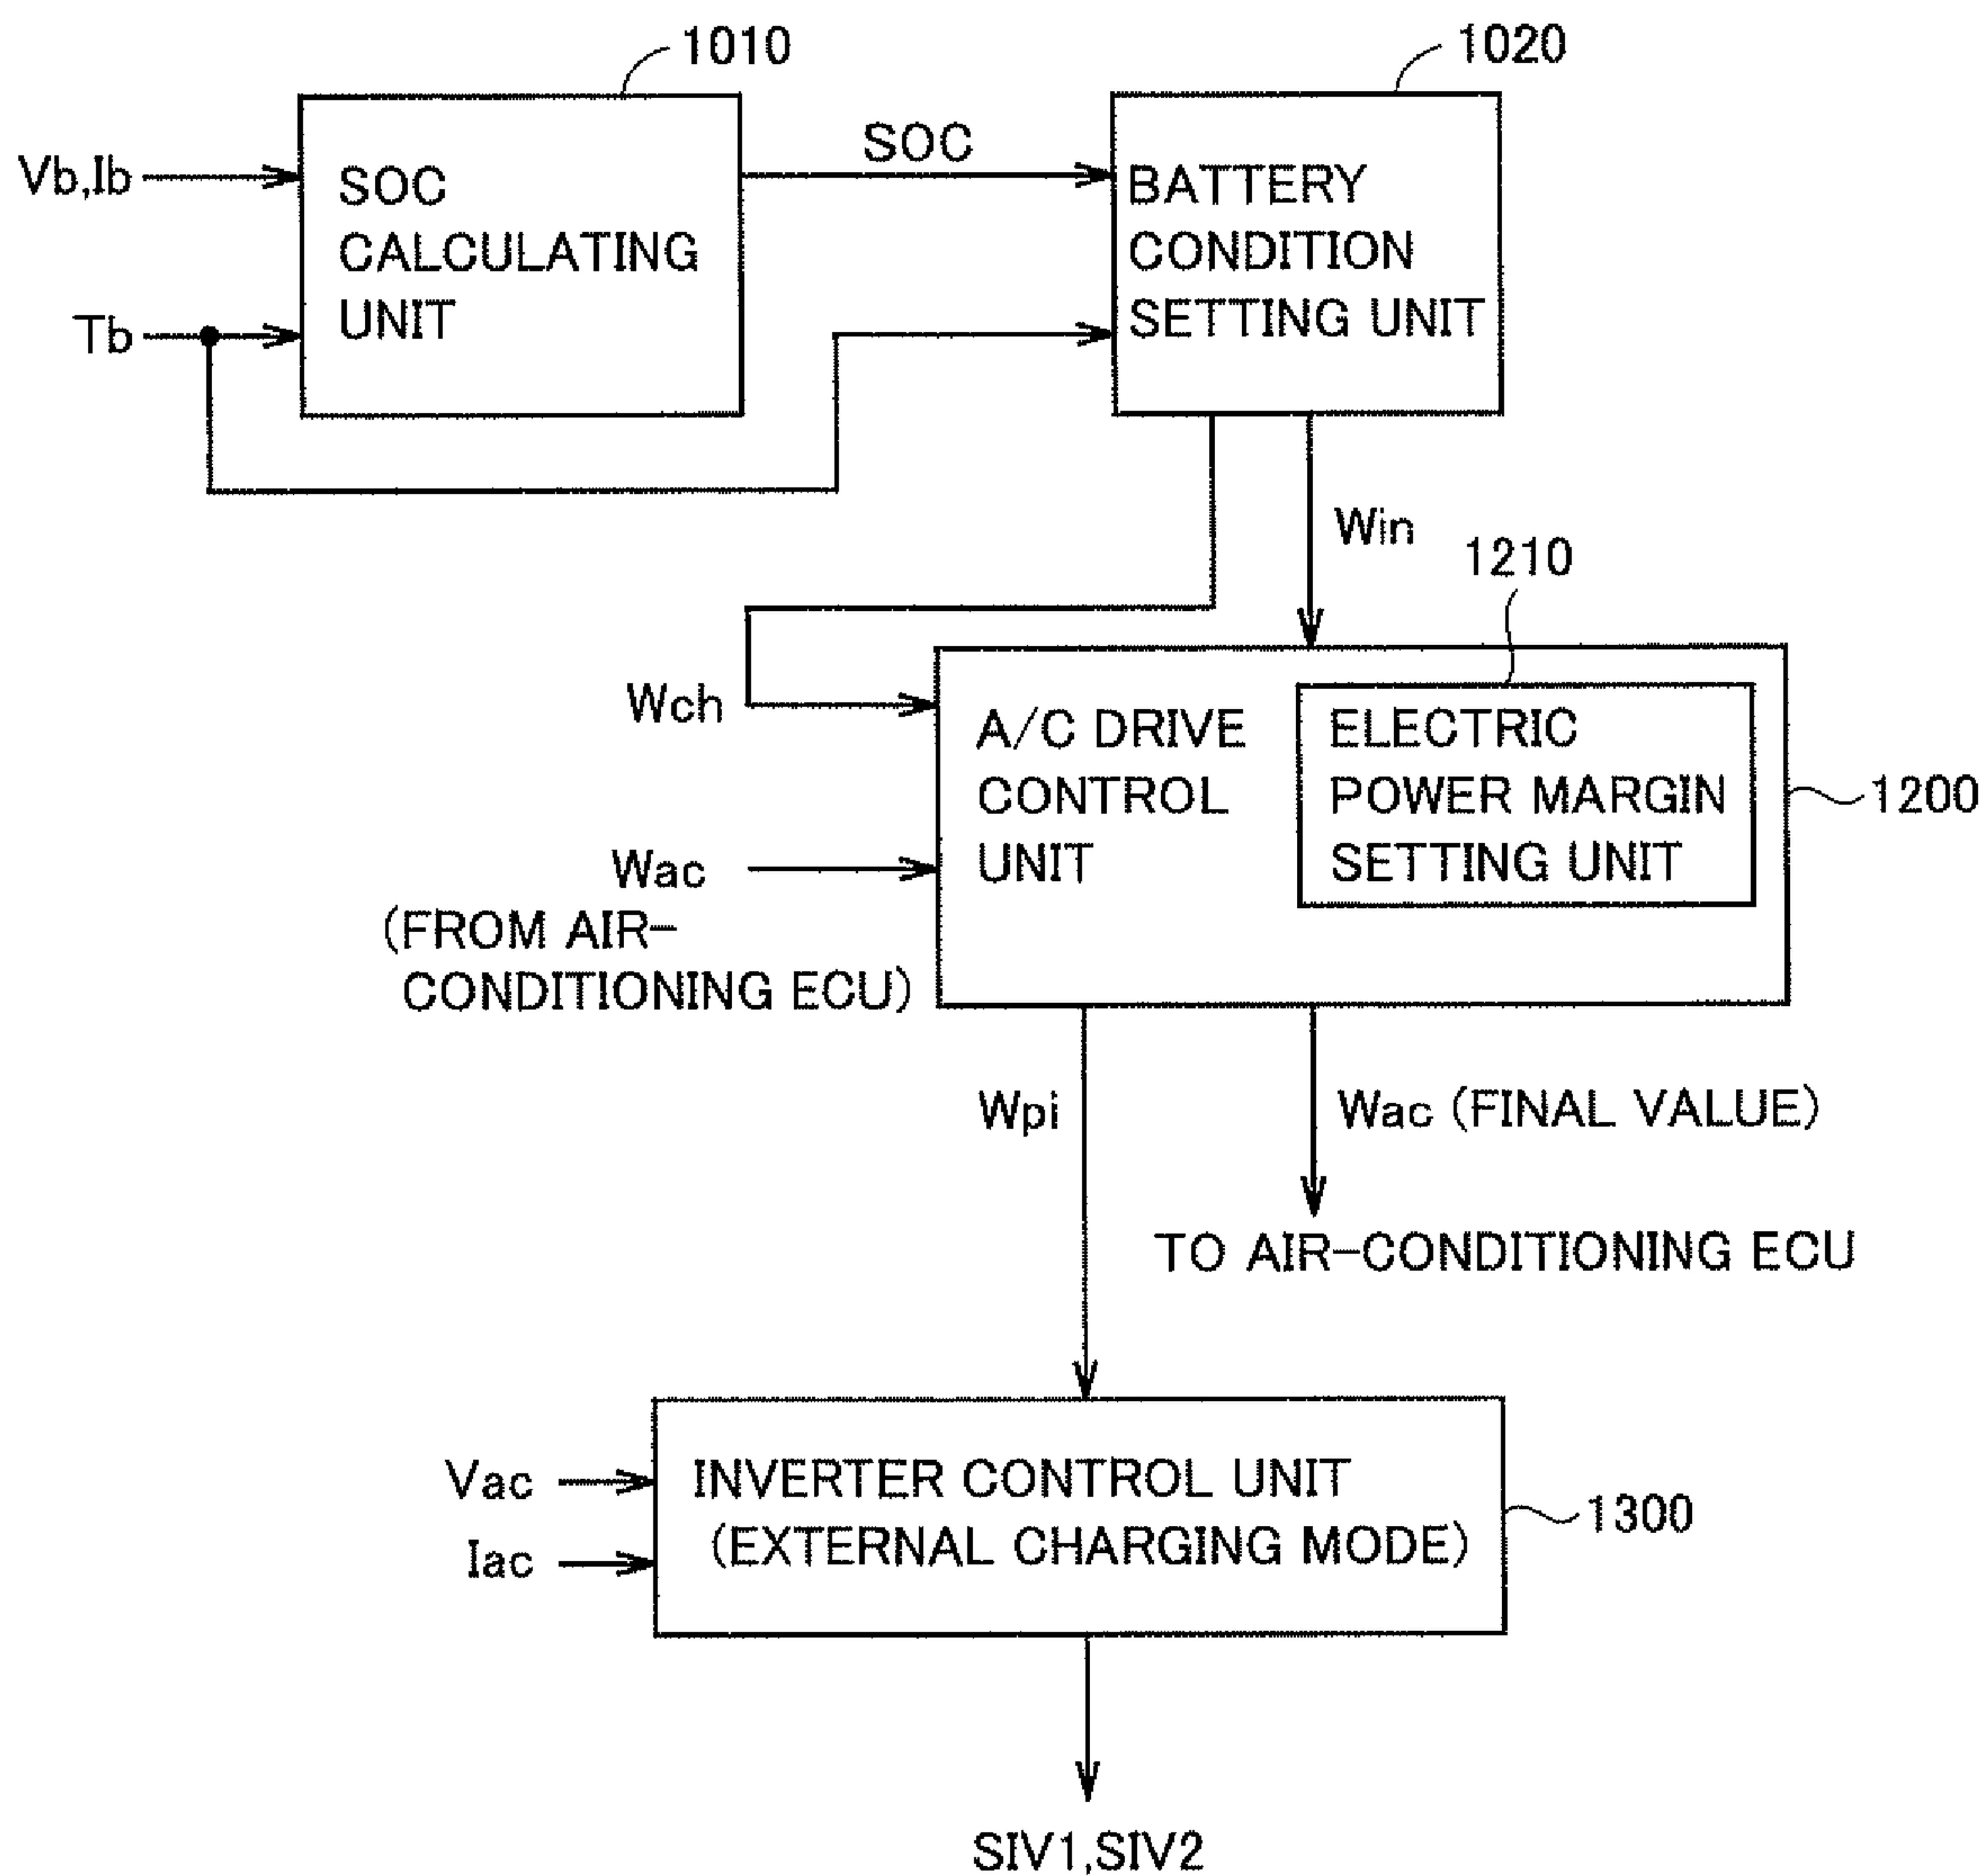 1010
1020
Vb,Ib
SOC
CALCULATING
UNIT
SOC
BATTERY
CONDITION
SETTING UNIT
Tb
Win
1210
Wch
A/C DRIVE
CONTROL
UNIT
ELECTRIC
POWER MARGIN
SETTING UNIT
1200
Wac
(FROM AIR-
CONDITIONING ECU)
Wpi
Wac (FINAL VALUE)
TO AIR-CONDITIONING ECU
Vac
Iac
INVERTER CONTROL UNIT
(EXTERNAL CHARGING MODE)
1300
SIV1,SIV2